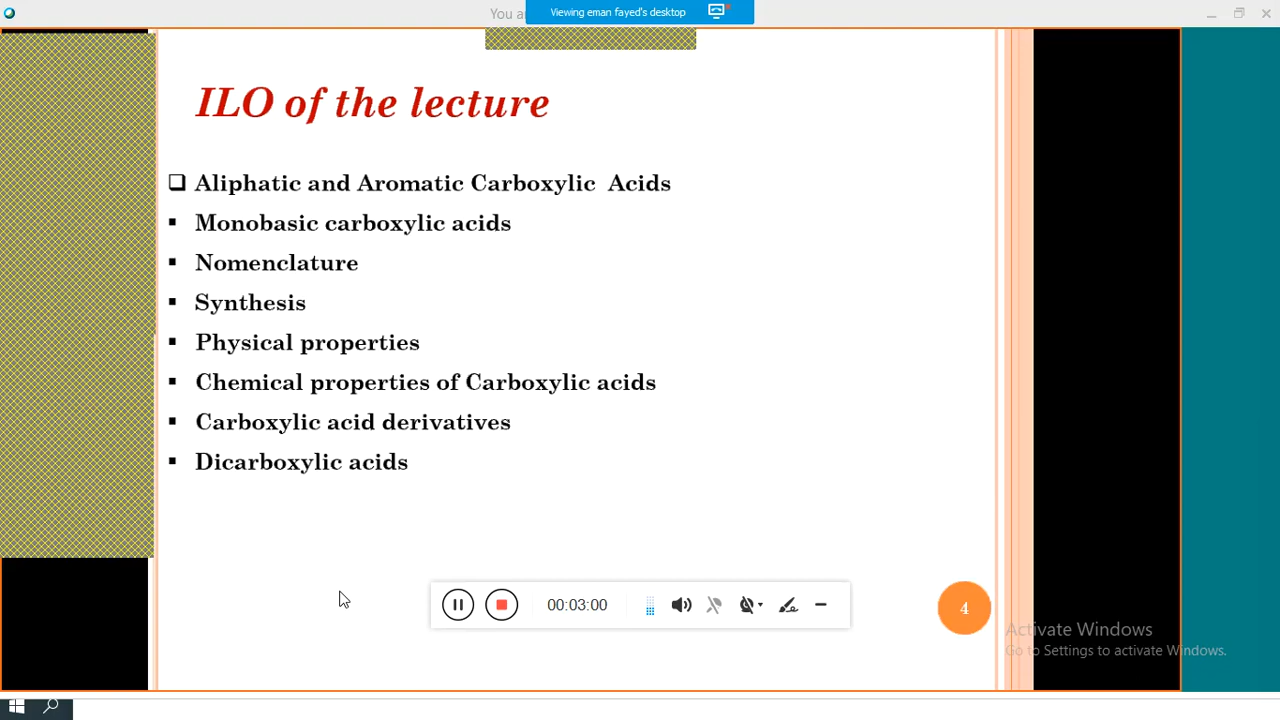 You a
Viewing eman fayed's desktop
ILO of the lecture
Aliphatic and Aromatic Carboxylic Acids
Monobasic carboxylic acids
Nomenclature
Synthesis
Physical properties
Chemical properties of Carboxylic acids
Carboxylic acid derivatives
Dicarboxylic acids
00:03:00
4
Activate Windows
Go to Settings to activate Windows.